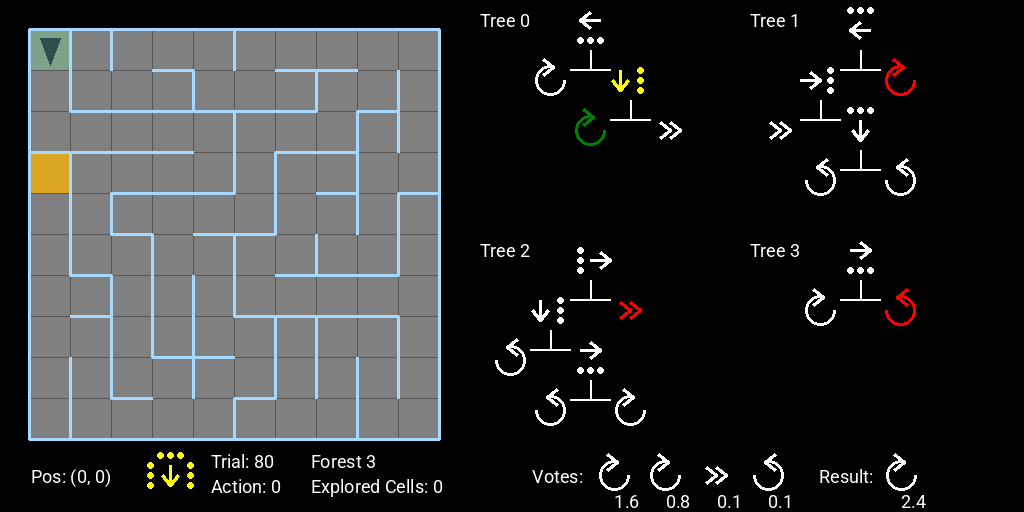 Tree 0
Tree 1
Tree 2
Tree 3
Pos: (0, 0)
Trial: 80
Forest 3
Action: 0
Explored Cells: 0
Votes:
1.6
0.8
0.1
0.1
Result:
2.4